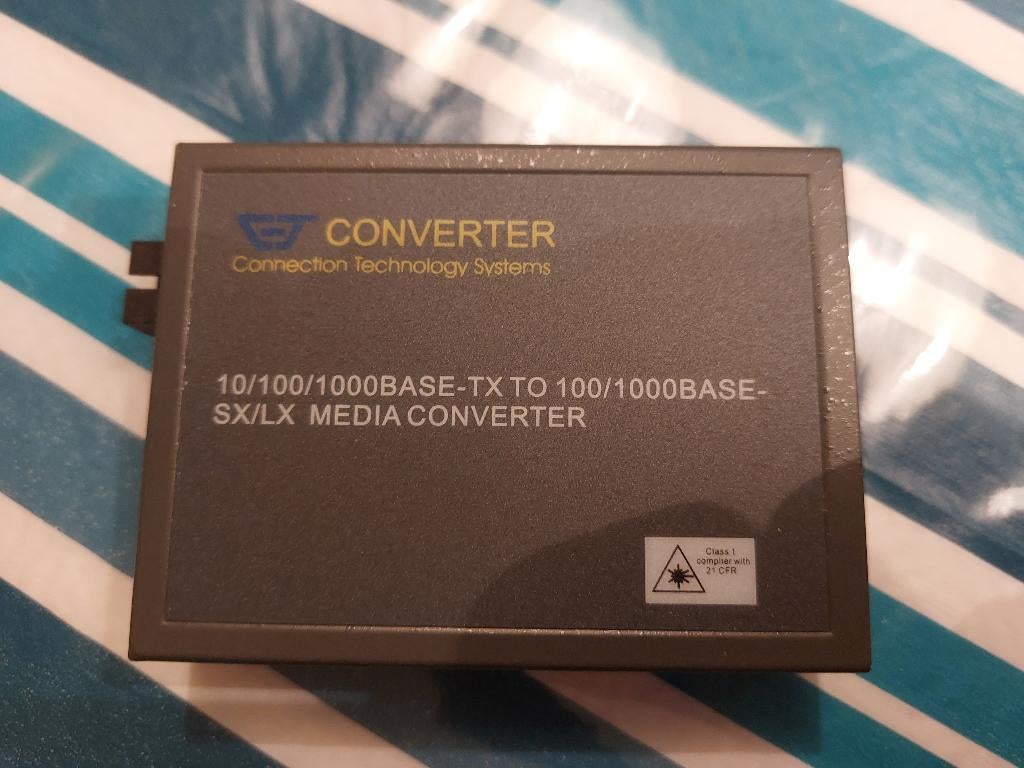 CONVERTER
Connection Technology Systems
10/100/1000BASE-TX TO 100/1000BASE-
SX/LX MEDIA CONVERTER
Class 1
complier with
21 CFR